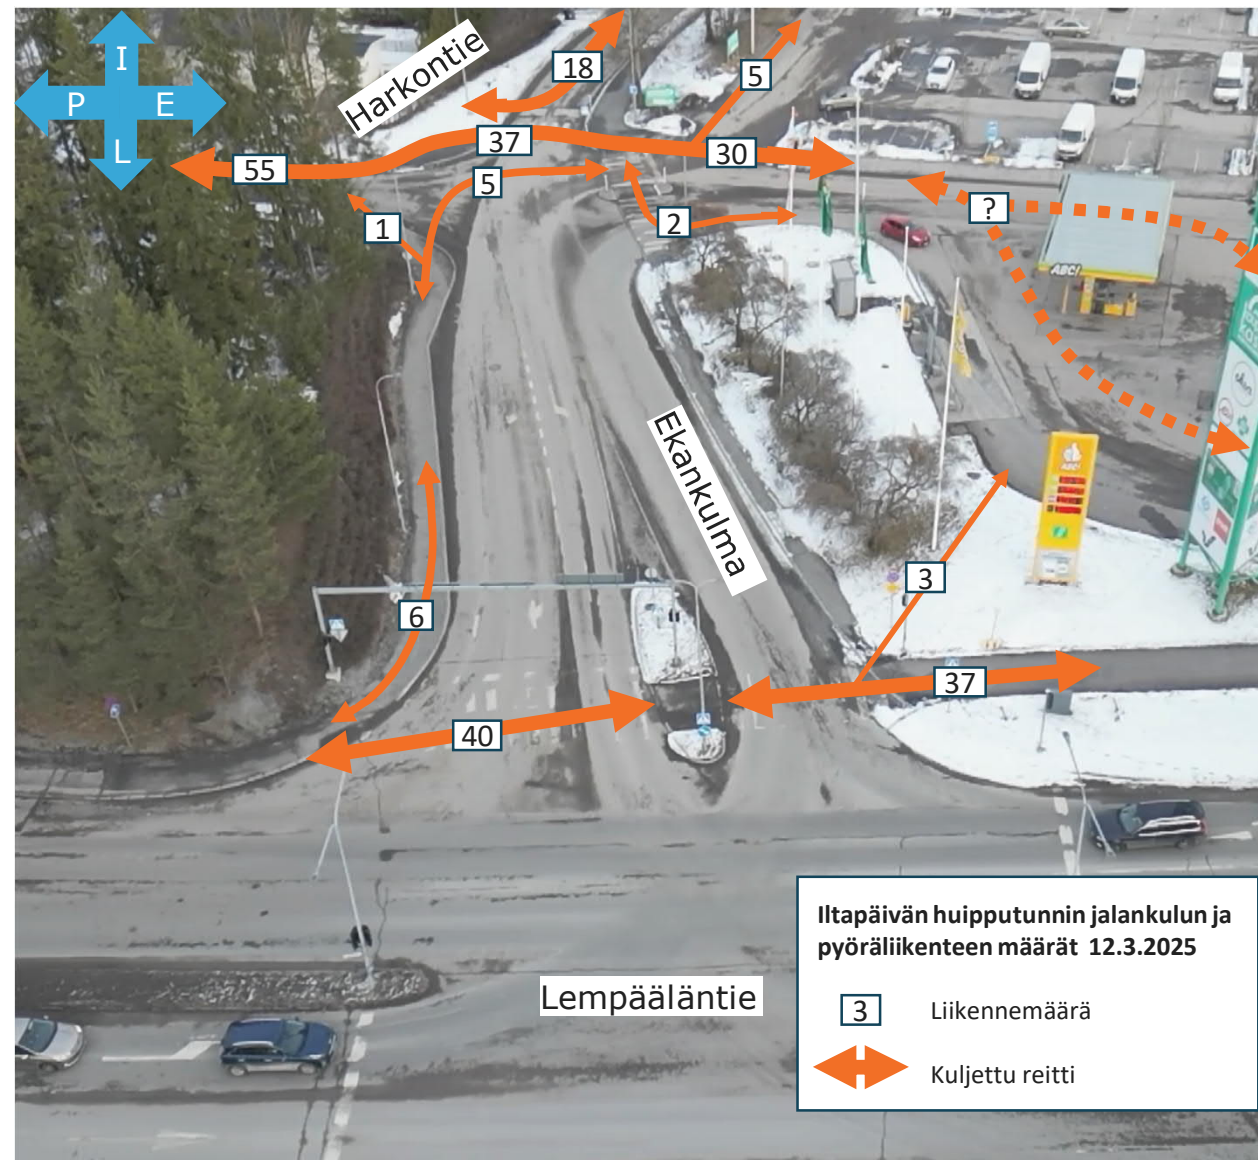 I
P E
L
Harkontie
18
5
55
37
30
5
1
2
?
ABC!
Ekankulma
ABC!
3
6
37
40
Iltapäivän huipputunnin jalankulun ja
pyöräliikenteen määrät 12.3.2025
3 Liikennemäärä
Kuljettu reitti
Lempääläntie